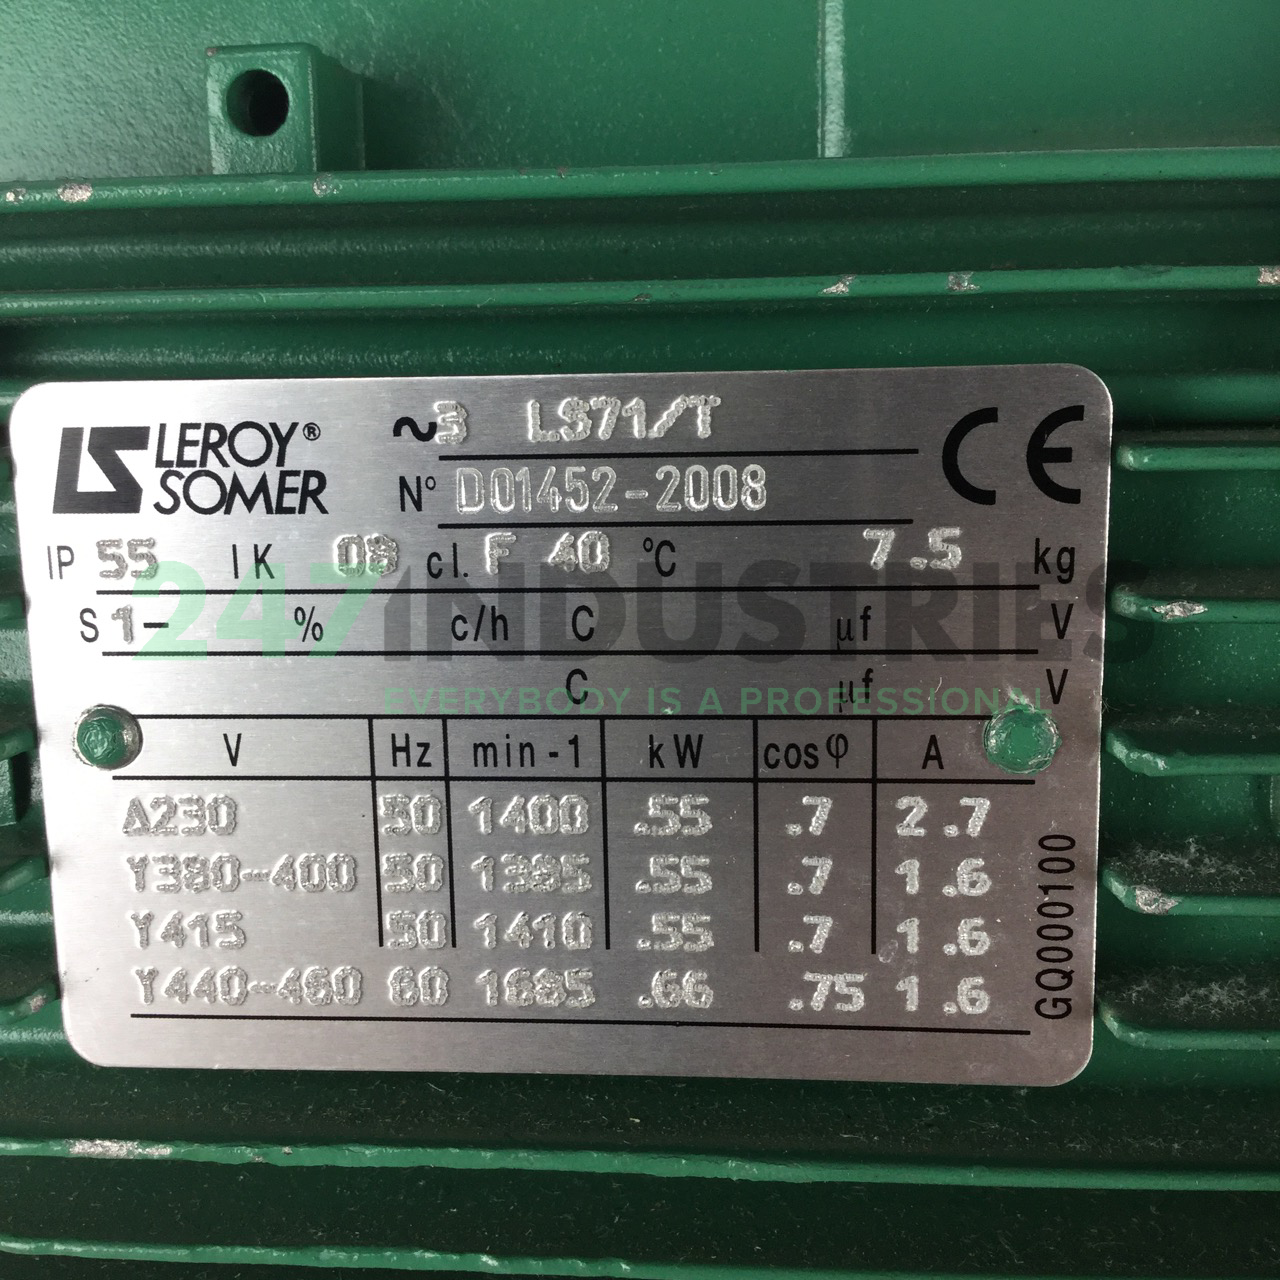 LEROY® SOMER
~3 LS71/T
CE
N° D01452-2008
IP 55 IK 08 cl. F 40 °C 7.5 kg
S 1- % c/h C µf V
C µf V
247INDUSTRIES
EVERYBODY IS A PROFESSIONAL
V Hz min-1 kW cosφ A
Δ230 50 1400 .55 .7 2.7
Y380-400 50 1385 .55 .7 1.6
Y415 50 1410 .55 .7 1.6
Y440-460 60 1685 .66 .75 1.6
GQ000100